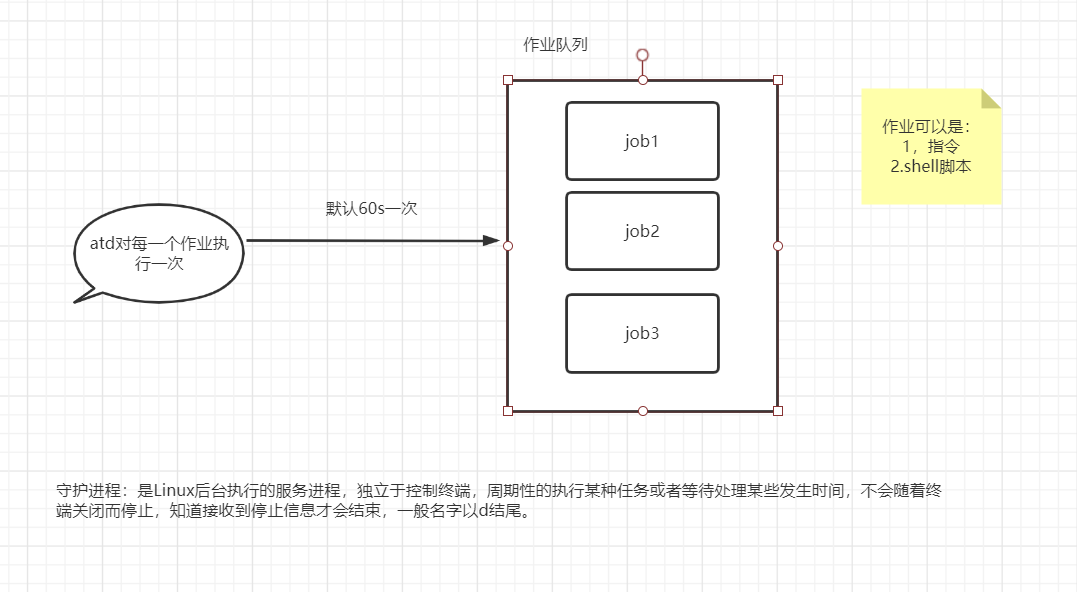 作业队列
job1
作业可以是：
1，指令
2.shell脚本
job2
默认60s一次
atd对每一个作业执
行一次
job3
守护进程：是Linux后台执行的服务进程，独立于控制终端，周期性的执行某种任务或者等待处理某些发生时间，不会随着终
端关闭而停止，知道接收到停止信息才会结束，一般名字以d结尾。